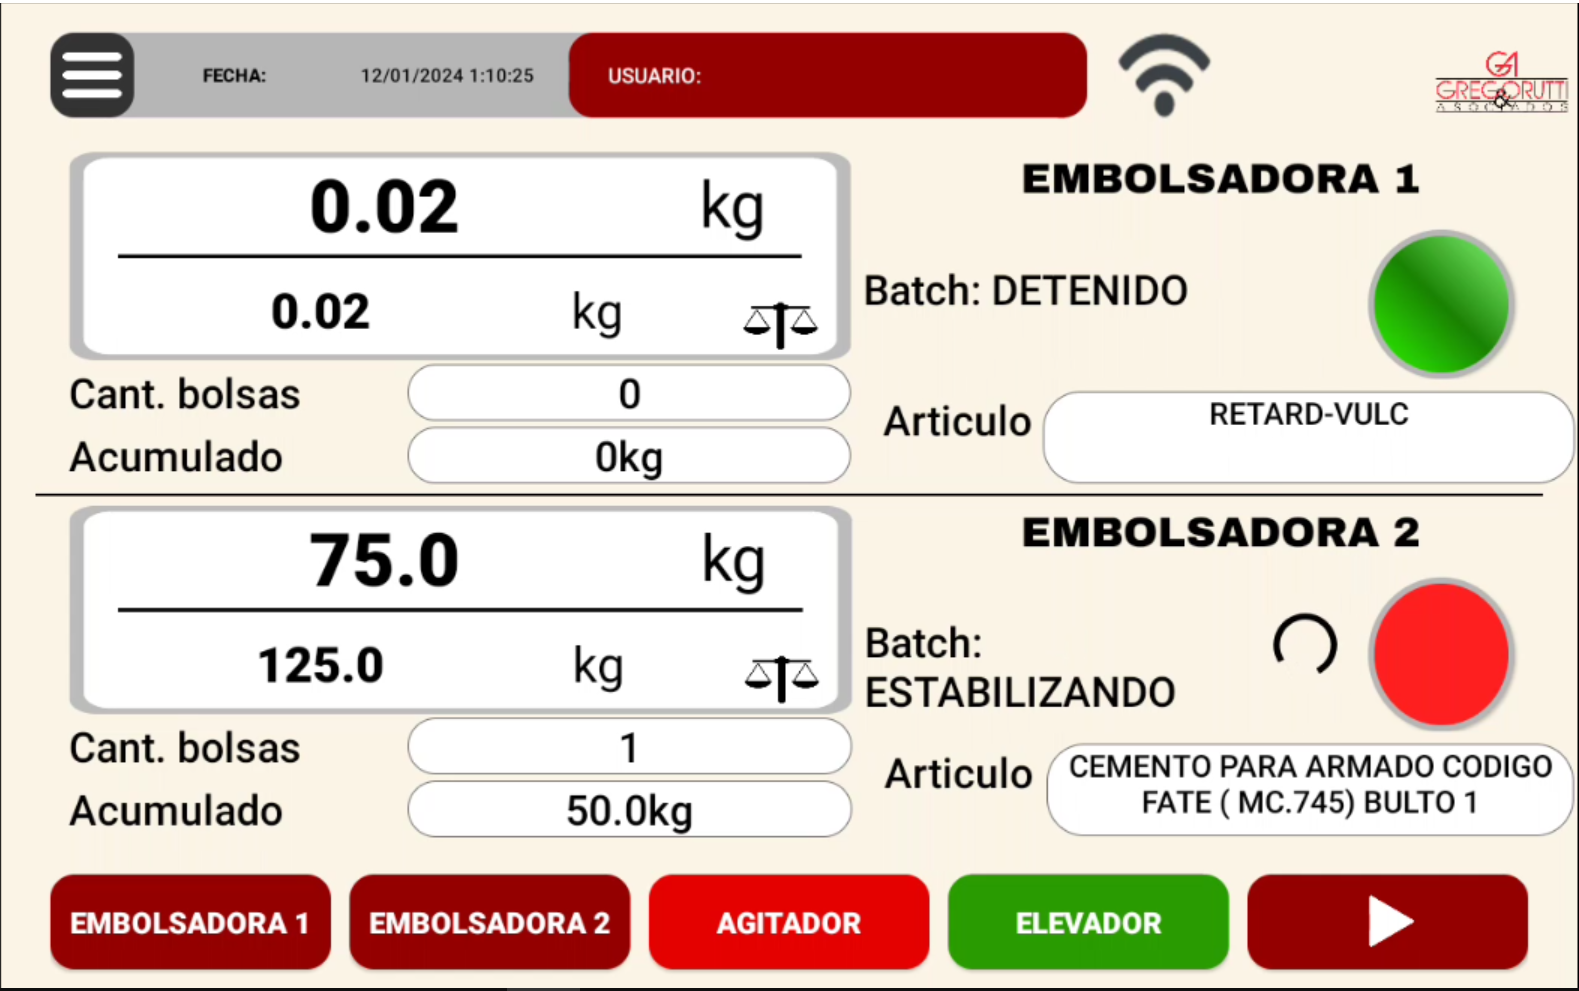 FECHA: 12/01/2024 1:10:25 USUARIO:
GA
GREGORUTTI
&
ASOCIADOS
0.02 kg
0.02 kg
EMBOLSADORA 1
Batch: DETENIDO
Cant. bolsas 0
Acumulado 0kg
Articulo RETARD-VULC
75.0 kg
125.0 kg
EMBOLSADORA 2
Batch:
ESTABILIZANDO
Cant. bolsas 1
Acumulado 50.0kg
Articulo CEMENTO PARA ARMADO CODIGO
FATE ( MC.745) BULTO 1
EMBOLSADORA 1 EMBOLSADORA 2 AGITADOR ELEVADOR